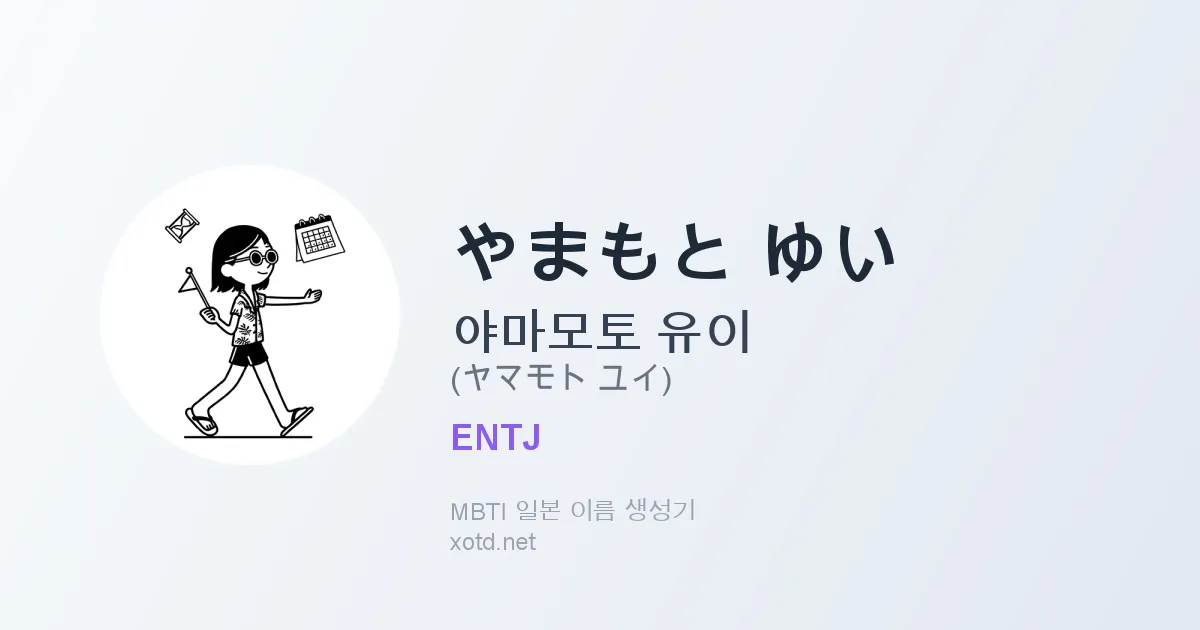 やまもと ゆい
야마모토 유이
(ヤマモト ユイ)
ENTJ
MBTI 일본 이름 생성기
xotd.net